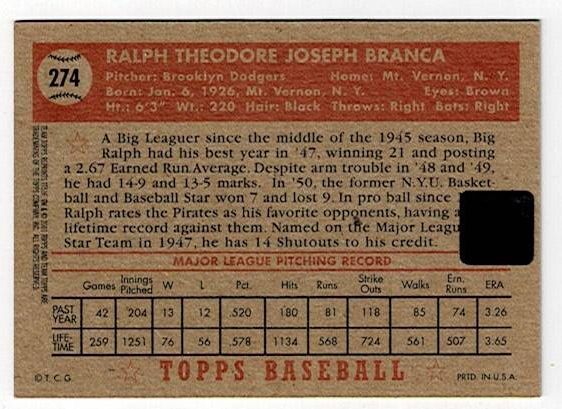 274
RALPH THEODORE JOSEPH BRANCA
Pitcher: Brooklyn Dodgers Home: Mt. Vernon, N. Y.
Born: Jan. 6, 1926, Mt. Vernon, N. Y. Eyes: Brown
Ht.: 6'3" Wt.: 220 Hair: Black Throws: Right Bats: Right
A Big Leaguer since the middle of the 1945 season, Big
Ralph had his best year in '47, winning 21 and posting
a 2.67 Earned Run Average. Despite arm trouble in '48 and '49,
he had 14-9 and 13-5 marks. In '50, the former N.Y.U. Basket-
ball and Baseball Star won 7 and lost 9. In pro ball since
Ralph rates the Pirates as his favorite opponents, having a
lifetime record against them. Named on the Major Leagu
Star Team in 1947, he has 14 Shutouts to his credit.
MAJOR LEAGUE PITCHING RECORD
Games Innings Pitched W L Pct. Hits Runs Strike Outs Walks Ern. Runs ERA
PAST YEAR 42 204 13 12 .520 180 81 118 85 74 3.26
LIFE-TIME 259 1251 76 56 .578 1134 568 724 561 507 3.65
© T. C. G. TOPPS BASEBALL PRTD. IN U.S.A.